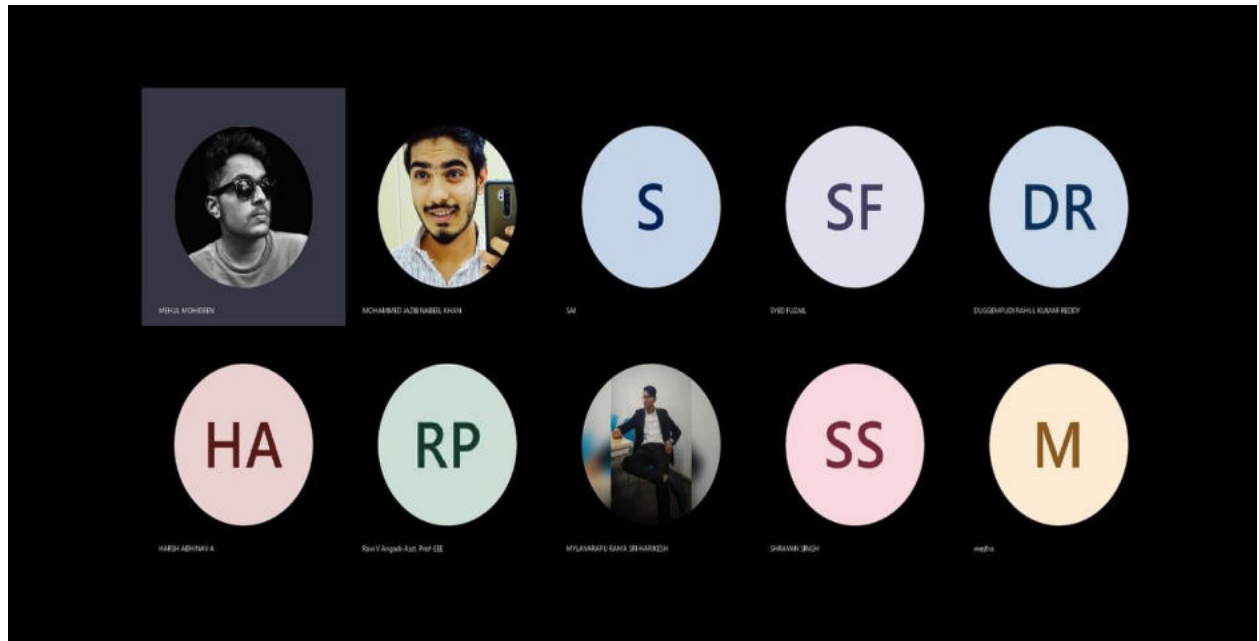 S
SF
DR
MEHUL MOHIDEEN
MOHAMMED JAZIB NABEEL KHAN
SAI
SYED FUZAIL
DUGGEMPUDI RAHUL KUMAR REDDY
HA
RP
SS
M
HARSH ABHINAV A
Ravi V Angadi-Asst. Prof-EEE
MYLAVARAPU RAMA SRI HARIKESH
SHRAVAN SINGH
medha